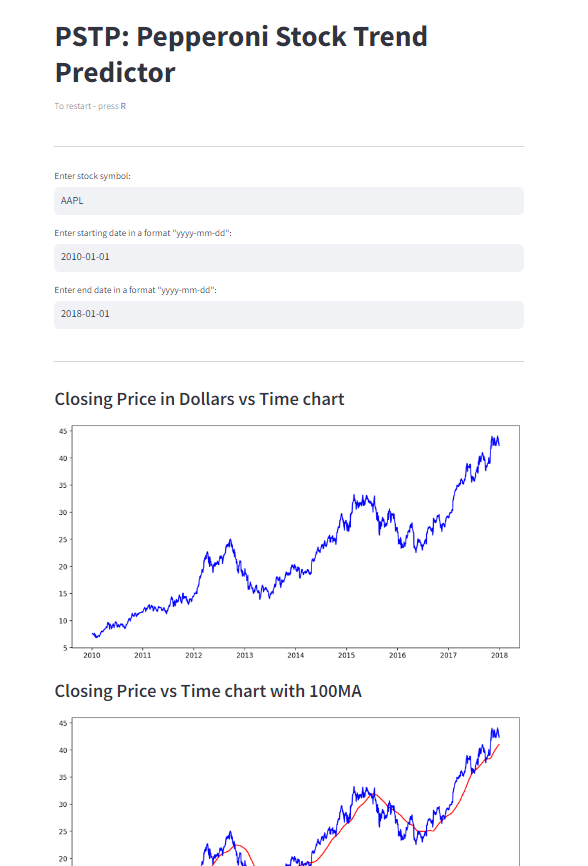 PSTP: Pepperoni Stock Trend
Predictor
To restart - press R
Enter stock symbol:
AAPL
Enter starting date in a format "yyyy-mm-dd":
2010-01-01
Enter end date in a format "yyyy-mm-dd":
2018-01-01
Closing Price in Dollars vs Time chart
45
40
35
30
25
20
15
10
5
2010 2011 2012 2013 2014 2015 2016 2017 2018
Closing Price vs Time chart with 100MA
45
40
35
30
25
20